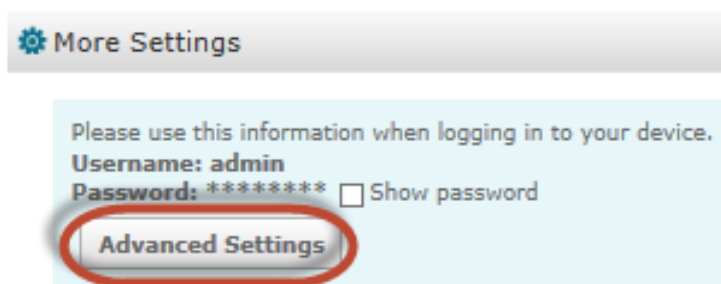 More Settings
Please use this information when logging in to your device.
Username: admin
Password: ******** Show password
Advanced Settings